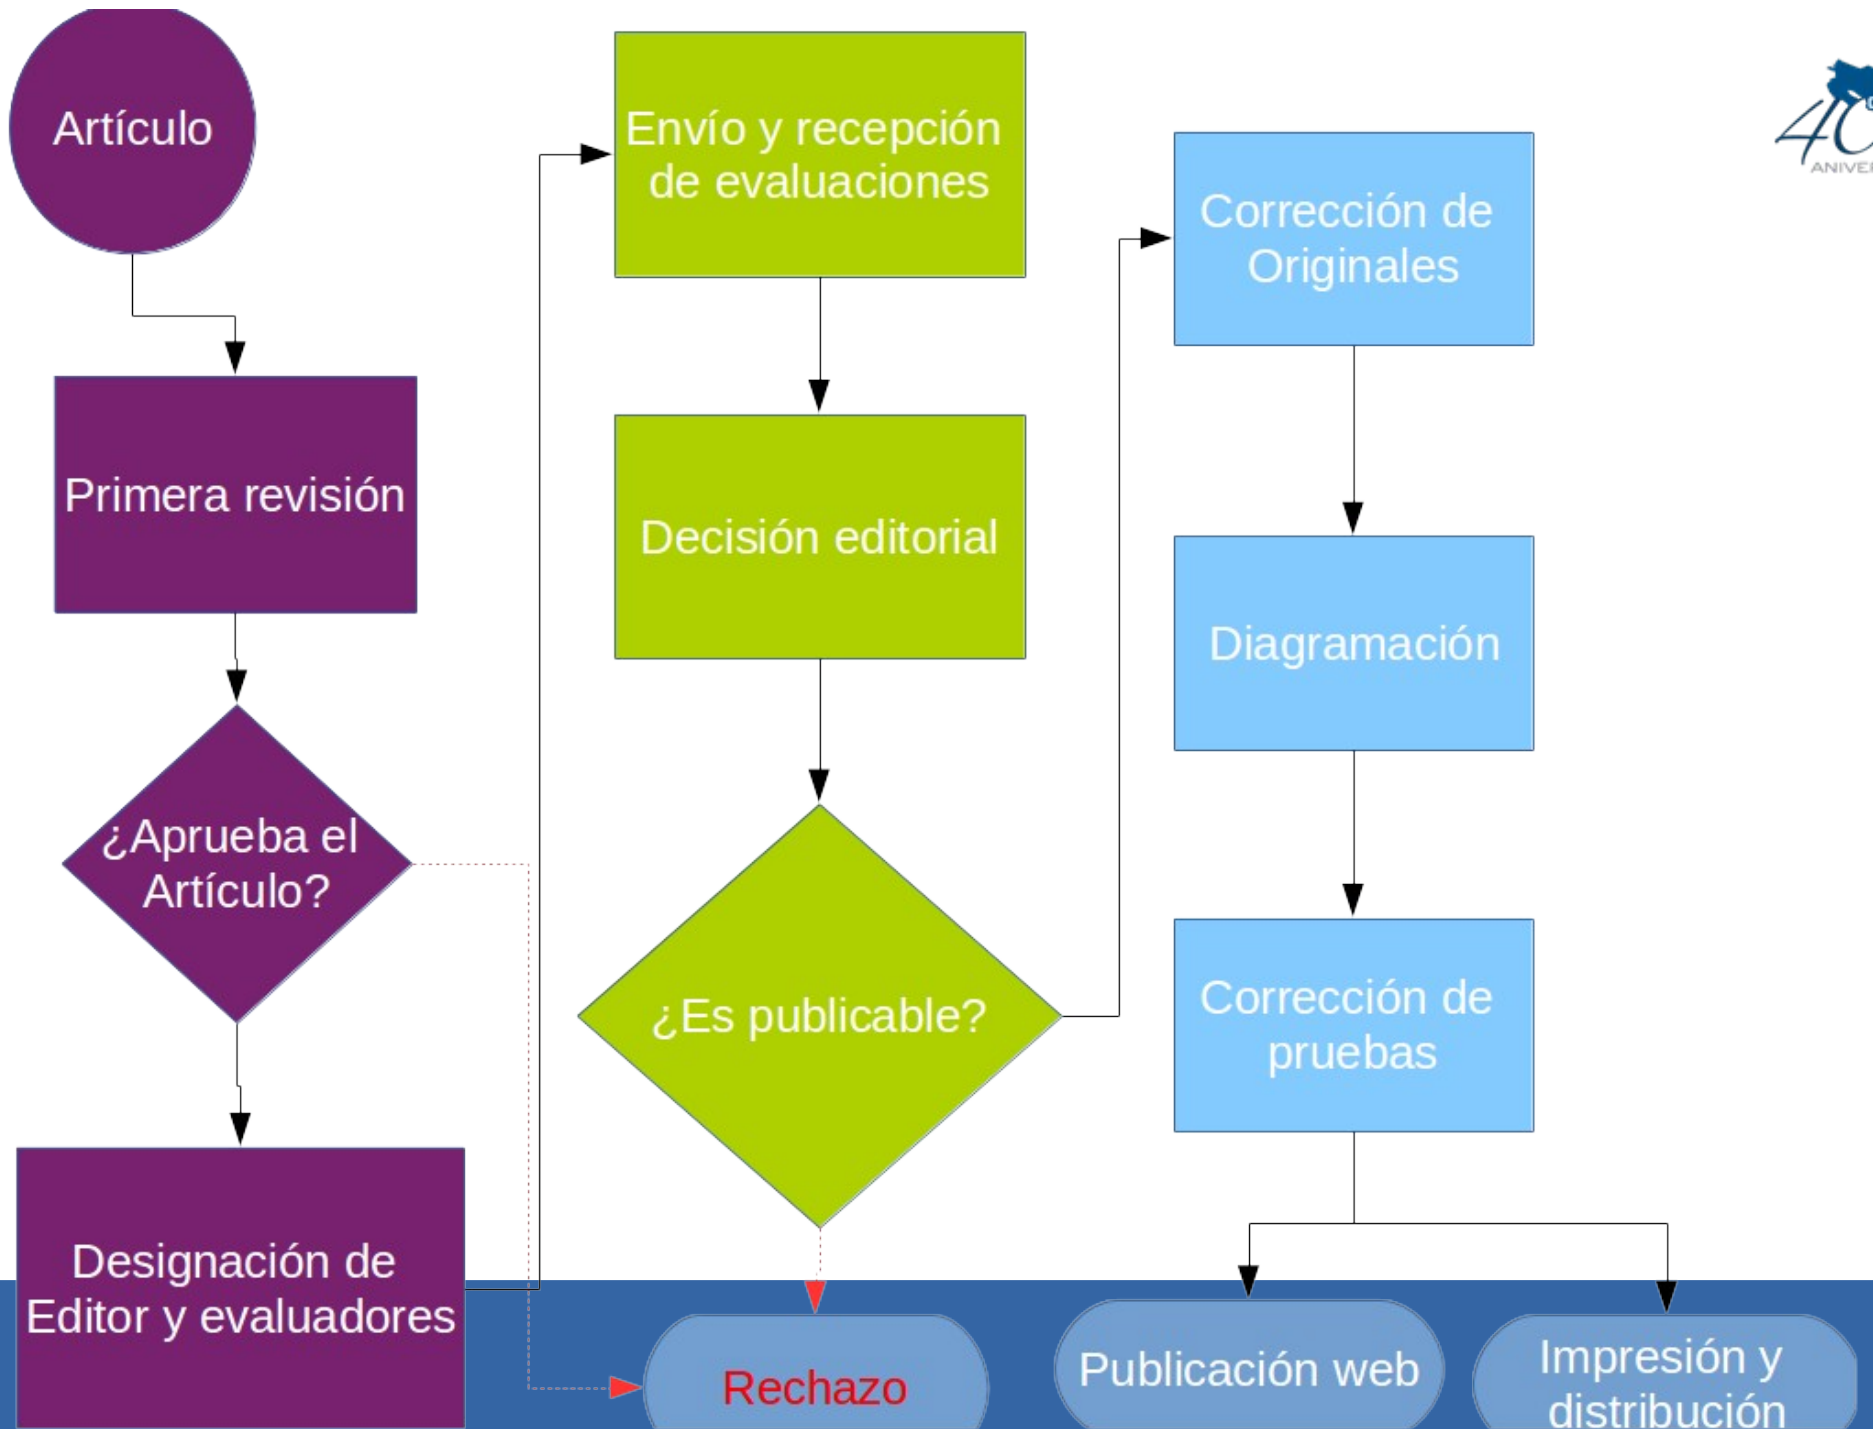 Artículo
Primera revisión
¿Aprueba el
Artículo?
Designación de
Editor y evaluadores
Envío y recepción
de evaluaciones
Decisión editorial
¿Es publicable?
Rechazo
Corrección de
Originales
Diagramación
Corrección de
pruebas
Publicación web
Impresión y
distribución
40